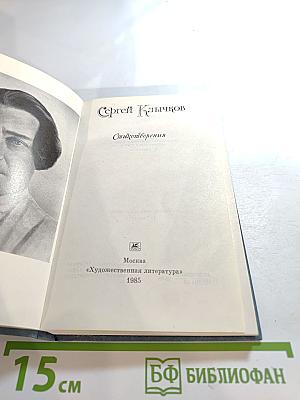 Сергей Клычков
Стихотворения
Москва
«Художественная литература»
1985
15 см
БФ БИБЛИОФАН